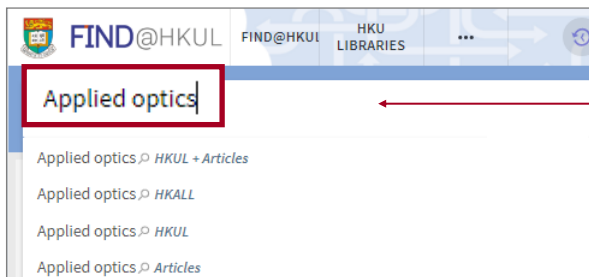 FIND@HKUL
FIND@HKUL
HKU
LIBRARIES
...
Applied optics
Applied optics HKUL + Articles
Applied optics HKALL
Applied optics HKUL
Applied optics Articles